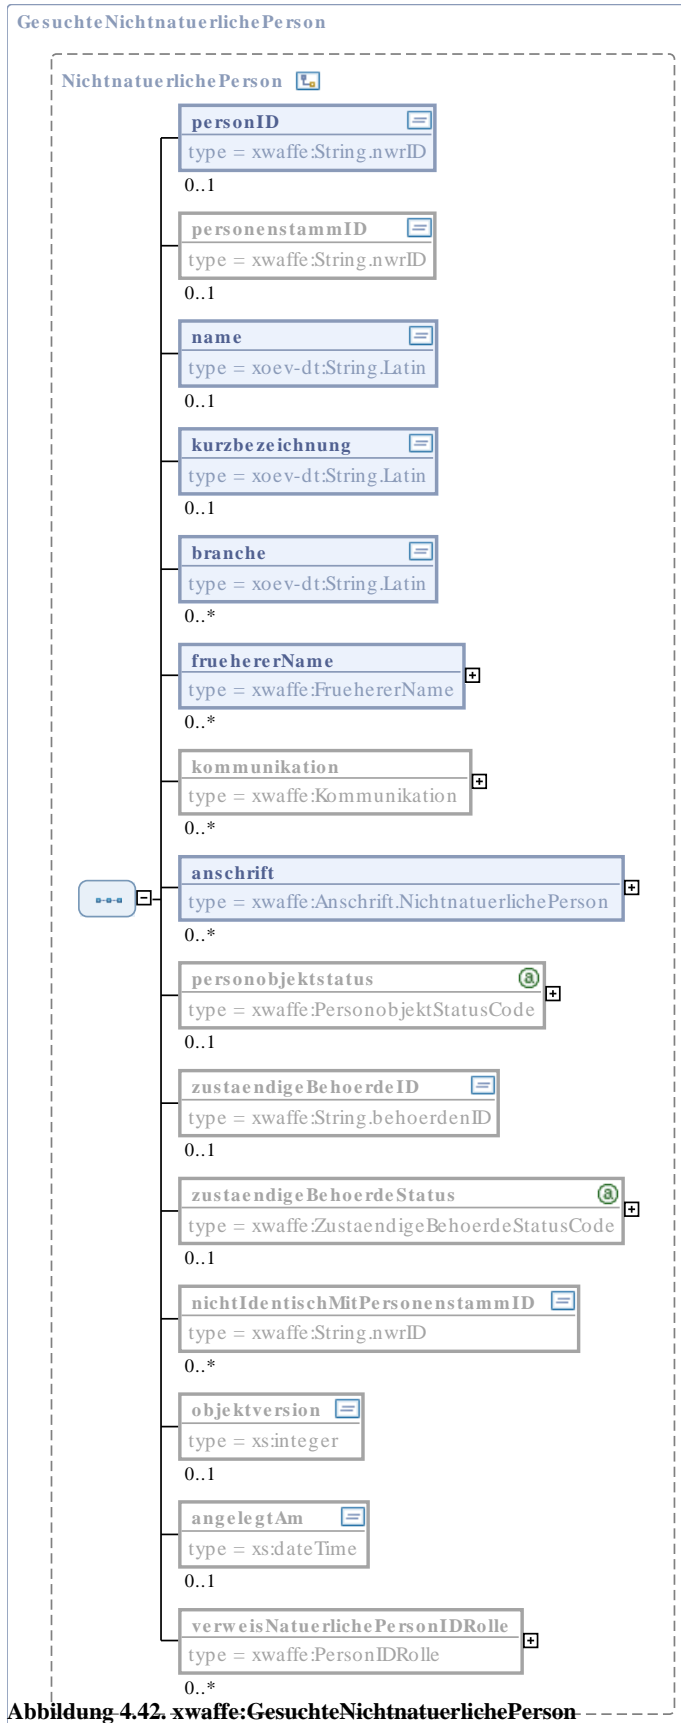 GesuchteNichtnatuerlichePerson
NichtnatuerlichePerson
personID
type = xwaffe:String.nwrID
0..1
personenstammID
type = xwaffe:String.nwrID
0..1
name
type = xoev-dt:String.Latin
0..1
kurzbezeichnung
type = xoev-dt:String.Latin
0..1
branche
type = xoev-dt:String.Latin
0..*
fruehererName
type = xwaffe:FruehererName
0..*
kommunikation
type = xwaffe:Kommunikation
0..*
anschrift
type = xwaffe:Anschrift.NichtnatuerlichePerson
0..*
personobjektstatus
type = xwaffe:PersonobjektStatusCode
0..1
zustaendigeBehoerdeID
type = xwaffe:String.behoerdenID
0..1
zustaendigeBehoerdeStatus
type = xwaffe:ZustaendigeBehoerdeStatusCode
0..1
nichtIdentischMitPersonenstammID
type = xwaffe:String.nwrID
0..*
objektversion
type = xs:integer
0..1
angelegtAm
type = xs:dateTime
0..1
verweisNatuerlichePersonIDRolle
type = xwaffe:PersonIDRolle
0..*
Abbildung 4.42. xwaffe:GesuchteNichtnatuerlichePerson